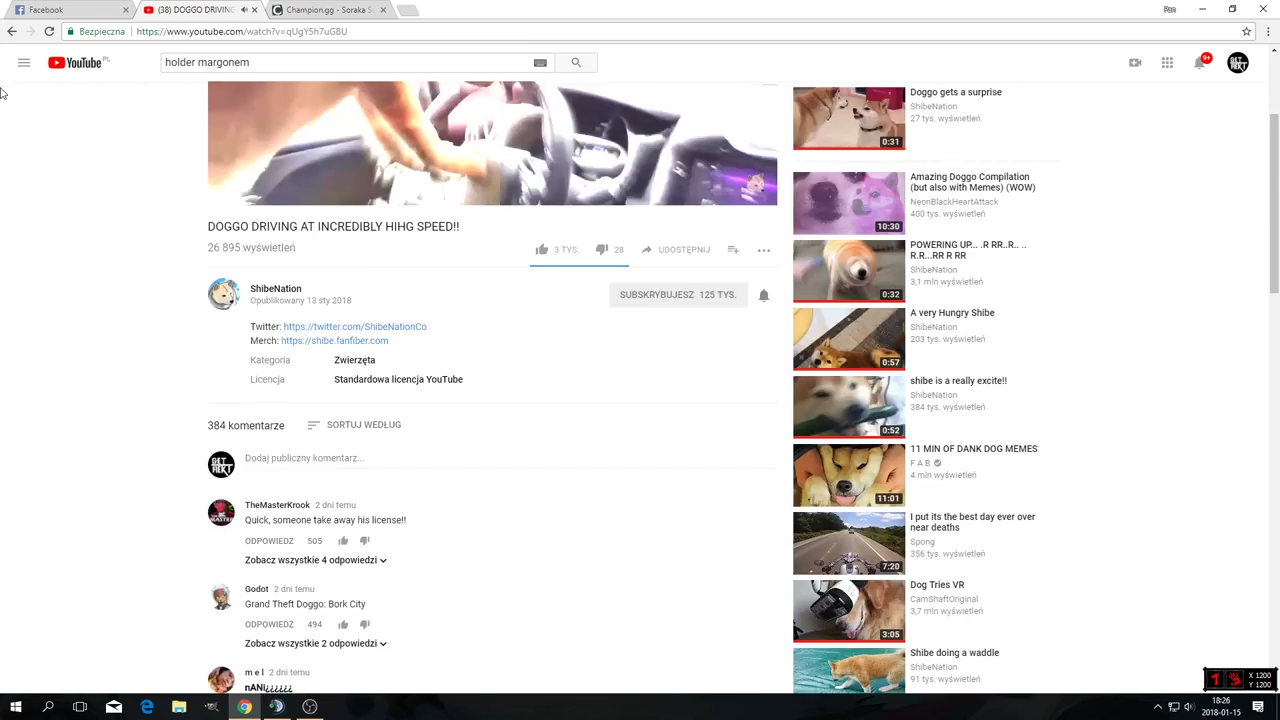 Facebook
(38) DOGGO DRIVING
Champion.gg - Soraka Su
Bezpieczna
https://www.youtube.com/watch?v=qUgY5h7uGBU
YouTube PL
holder margonem
9+
GET REKT
DOGGO DRIVING AT INCREDIBLY HIHG SPEED!!
26 895 wyświetleń
3 TYS.
28
UDOSTĘPNIJ
ShibeNation
Opublikowany 13 sty 2018
SUBSKRYBUJESZ 125 TYS.
Twitter: https://twitter.com/ShibeNationCo
Merch: https://shibe.fanfiber.com
Kategoria Zwierzęta
Licencja Standardowa licencja YouTube
384 komentarze
SORTUJ WEDŁUG
GET REKT
Dodaj publiczny komentarz...
TheMasterKrook 2 dni temu
Quick, someone take away his license!!
ODPOWIEDZ 505
Zobacz wszystkie 4 odpowiedzi
Godot 2 dni temu
Grand Theft Doggo: Bork City
ODPOWIEDZ 494
Zobacz wszystkie 2 odpowiedzi
m e l 2 dni temu
nANi¿¿¿¿¿¿
Doggo gets a surprise
ShibeNation
27 tys. wyświetleń
0:31
Amazing Doggo Compilation
(but also with Memes) (WOW)
NeonBlackHeartAttack
400 tys. wyświetleń
10:30
POWERING UP... .R RR..R.. ..
R.R...RR R RR
ShibeNation
3,1 mln wyświetleń
0:32
A very Hungry Shibe
ShibeNation
203 tys. wyświetleń
0:57
shibe is a really excite!!
ShibeNation
384 tys. wyświetleń
0:52
11 MIN OF DANK DOG MEMES
F A B
4 mln wyświetleń
11:01
I put its the best day ever over
near deaths
Spong
356 tys. wyświetleń
7:20
Dog Tries VR
CamShaftOriginal
3,7 mln wyświetleń
3:05
Shibe doing a waddle
ShibeNation
91 tys. wyświetleń
X 1200
Y 1200
18:26
2018-01-15